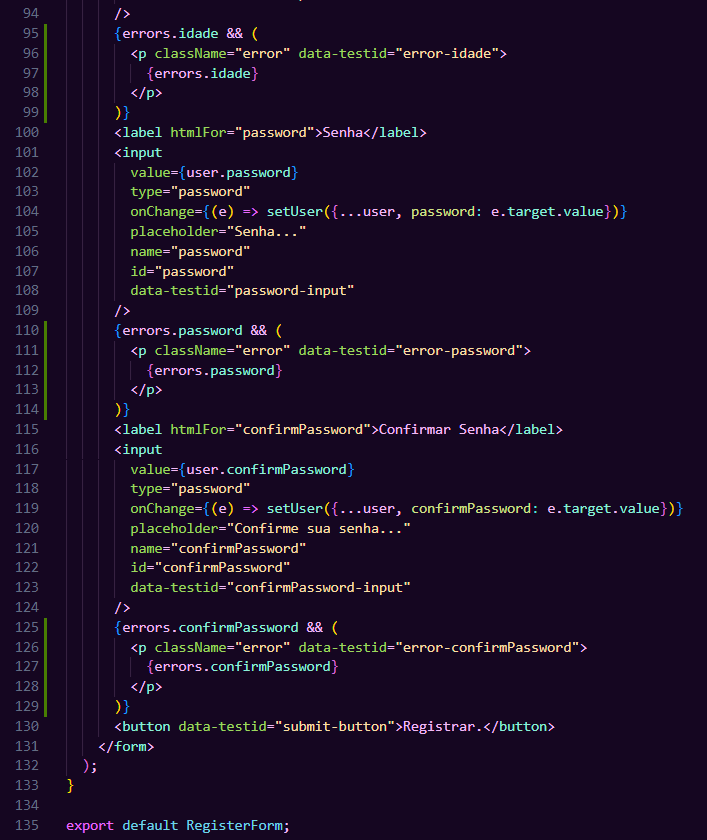 94 />
95 {errors.idade && (
96 <p className="error" data-testid="error-idade">
97 {errors.idade}
98 </p>
99 )}
100 <label htmlFor="password">Senha</label>
101 <input
102 value={user.password}
103 type="password"
104 onChange={(e) => setUser({...user, password: e.target.value})}
105 placeholder="Senha..."
106 name="password"
107 id="password"
108 data-testid="password-input"
109 />
110 {errors.password && (
111 <p className="error" data-testid="error-password">
112 {errors.password}
113 </p>
114 )}
115 <label htmlFor="confirmPassword">Confirmar Senha</label>
116 <input
117 value={user.confirmPassword}
118 type="password"
119 onChange={(e) => setUser({...user, confirmPassword: e.target.value})}
120 placeholder="Confirme sua senha..."
121 name="confirmPassword"
122 id="confirmPassword"
123 data-testid="confirmPassword-input"
124 />
125 {errors.confirmPassword && (
126 <p className="error" data-testid="error-confirmPassword">
127 {errors.confirmPassword}
128 </p>
129 )}
130 <button data-testid="submit-button">Registrar.</button>
131 </form>
132 );
133 }
134
135 export default RegisterForm;